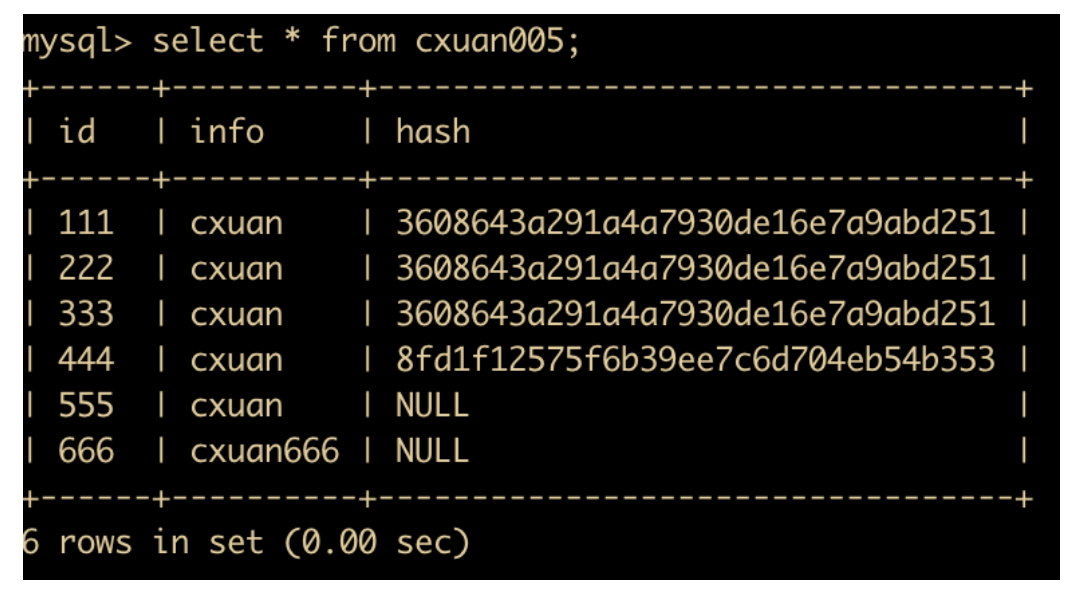 mysql> select * from cxuan005;
+------+----------+----------------------------------+
| id   | info     | hash                             |
+------+----------+----------------------------------+
| 111  | cxuan    | 3608643a291a4a7930de16e7a9abd251 |
| 222  | cxuan    | 3608643a291a4a7930de16e7a9abd251 |
| 333  | cxuan    | 3608643a291a4a7930de16e7a9abd251 |
| 444  | cxuan    | 8fd1f12575f6b39ee7c6d704eb54b353 |
| 555  | cxuan    | NULL                             |
| 666  | cxuan666 | NULL                             |
+------+----------+----------------------------------+
6 rows in set (0.00 sec)